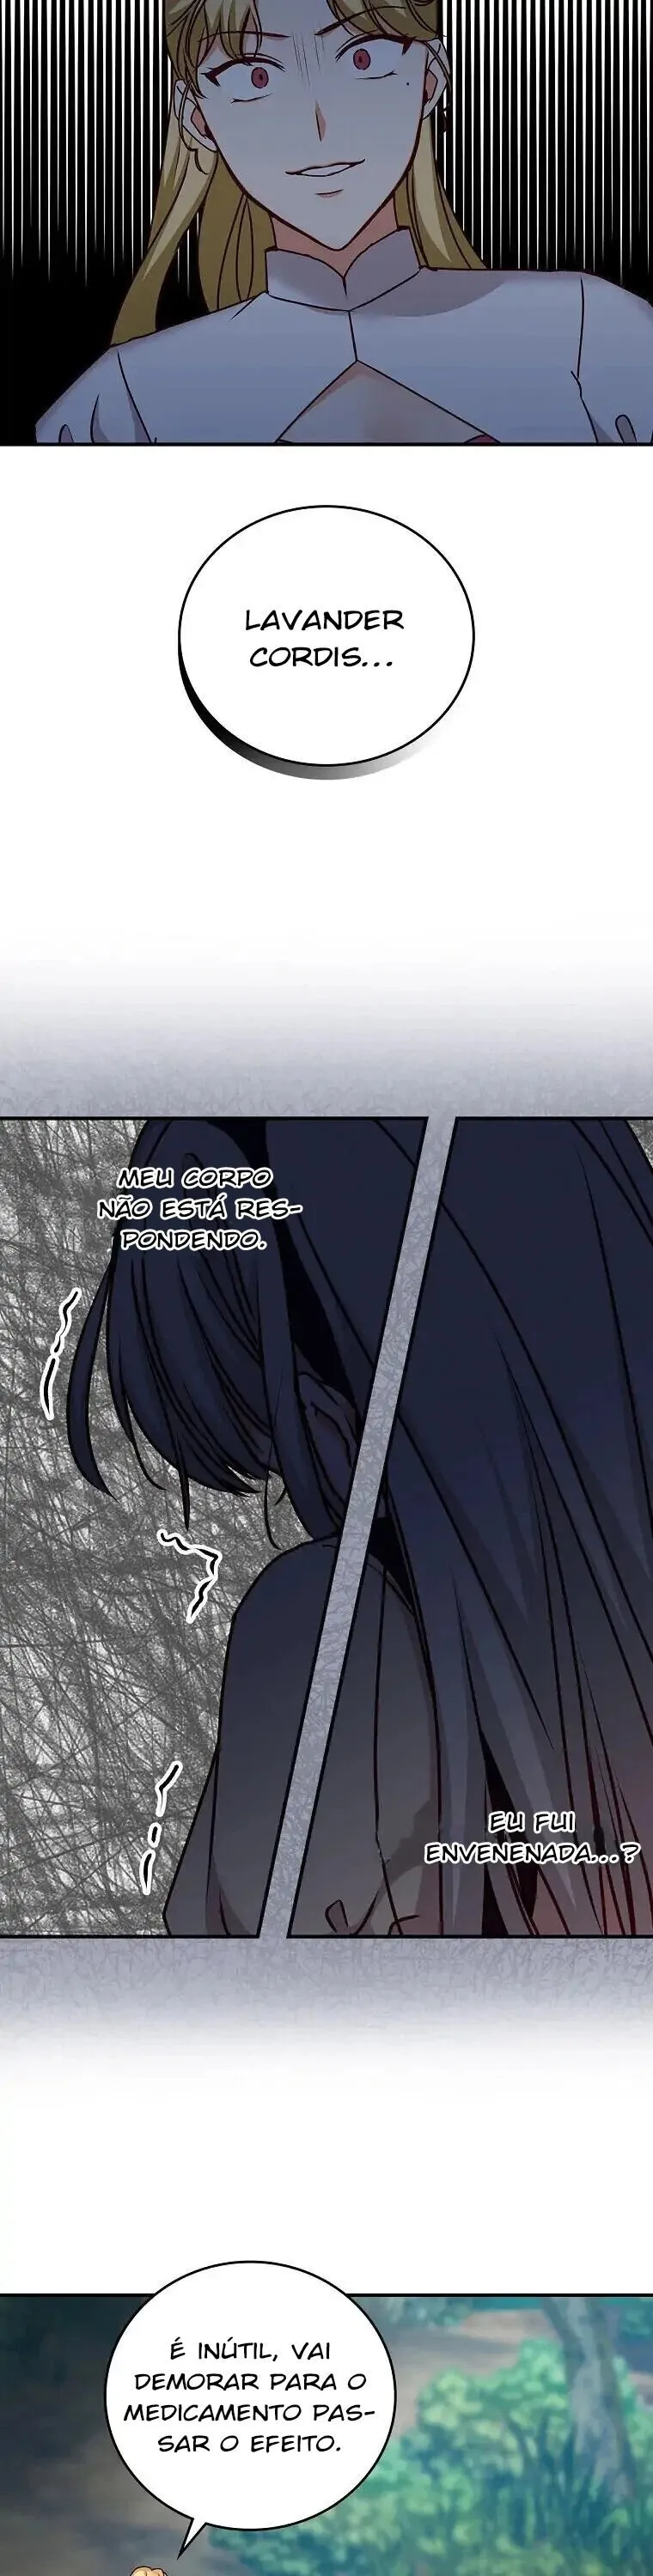 LAVANDER
CORDIS...
MEU CORPO
NÃO ESTÁ RES-
PONDENDO.
EU FUI
ENVENENADA...?
É INÚTIL, VAI
DEMORAR PARA O
MEDICAMENTO PAS-
SAR O EFEITO.